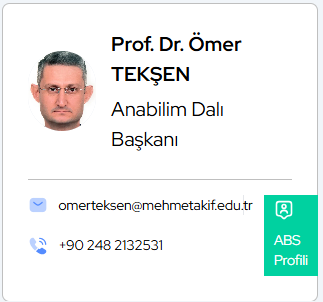 Prof. Dr. Ömer
TEKŞEN
Anabilim Dalı
Başkanı
omerteksen@mehmetakif.edu.tr
+90 248 2132531
ABS
Profili